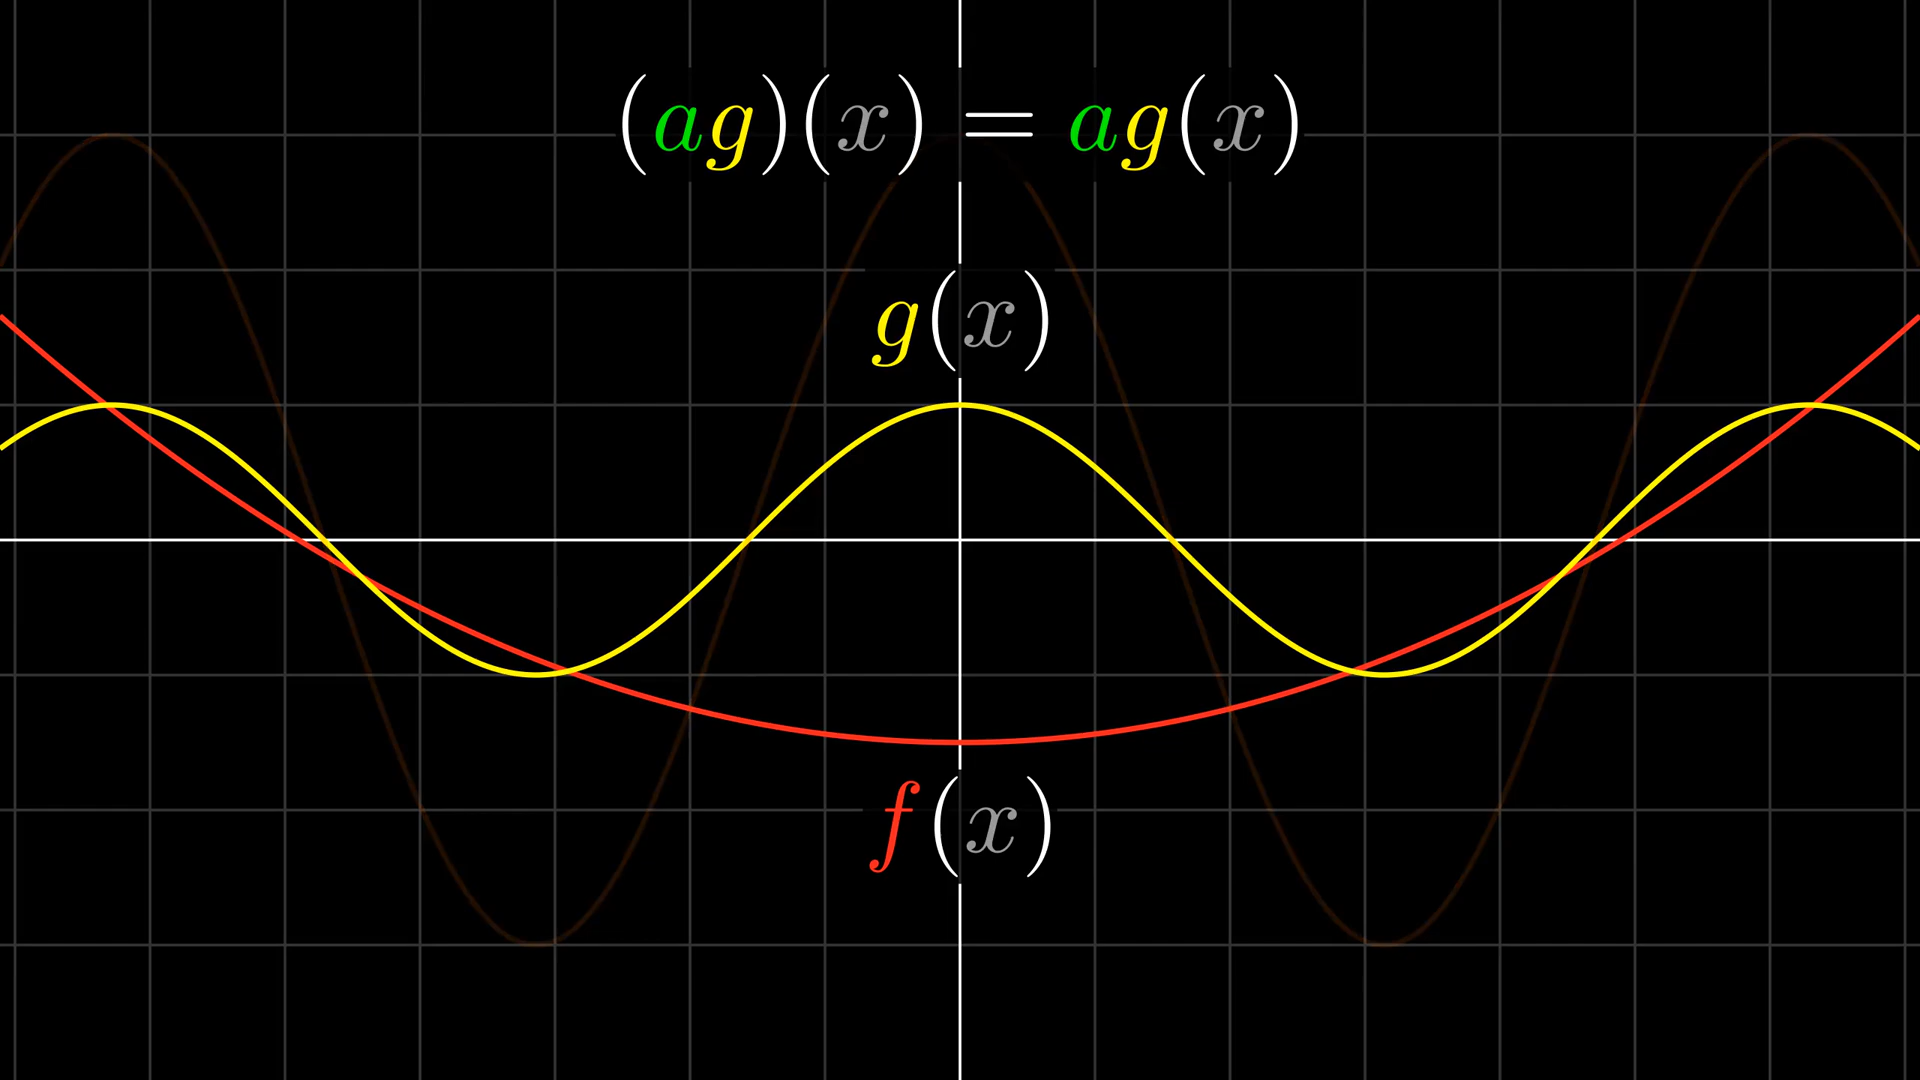 (ag)(x) = ag(x)
g(x)
f(x)